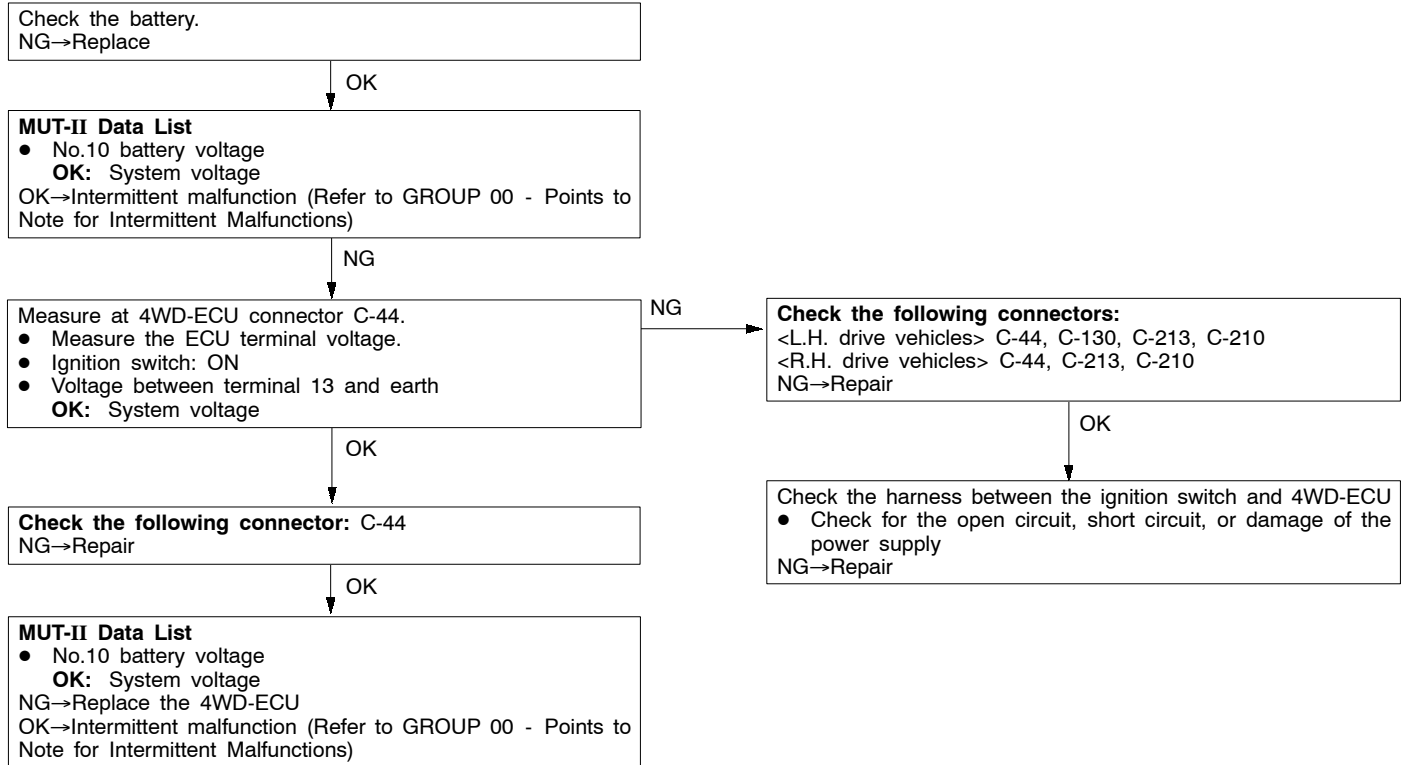 Check the battery.
NG→Replace
OK
MUT-II Data List
● No.10 battery voltage
OK: System voltage
OK→Intermittent malfunction (Refer to GROUP 00 - Points to
Note for Intermittent Malfunctions)
NG
Measure at 4WD-ECU connector C-44.
● Measure the ECU terminal voltage.
● Ignition switch: ON
● Voltage between terminal 13 and earth
OK: System voltage
NG
Check the following connectors:
<L.H. drive vehicles> C-44, C-130, C-213, C-210
<R.H. drive vehicles> C-44, C-213, C-210
NG→Repair
OK
Check the harness between the ignition switch and 4WD-ECU
● Check for the open circuit, short circuit, or damage of the
power supply
NG→Repair
OK
Check the following connector: C-44
NG→Repair
OK
MUT-II Data List
● No.10 battery voltage
OK: System voltage
NG→Replace the 4WD-ECU
OK→Intermittent malfunction (Refer to GROUP 00 - Points to
Note for Intermittent Malfunctions)